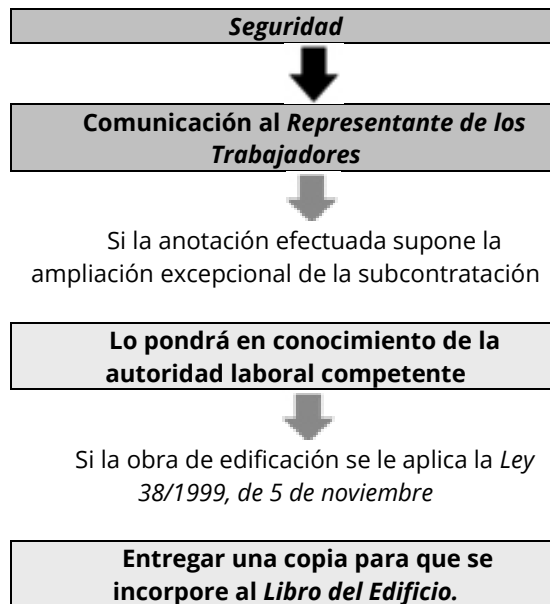 Seguridad
Comunicación al Representante de los
Trabajadores
Si la anotación efectuada supone la
ampliación excepcional de la subcontratación
Lo pondrá en conocimiento de la
autoridad laboral competente
Si la obra de edificación se le aplica la Ley
38/1999, de 5 de noviembre
Entregar una copia para que se
incorpore al Libro del Edificio.